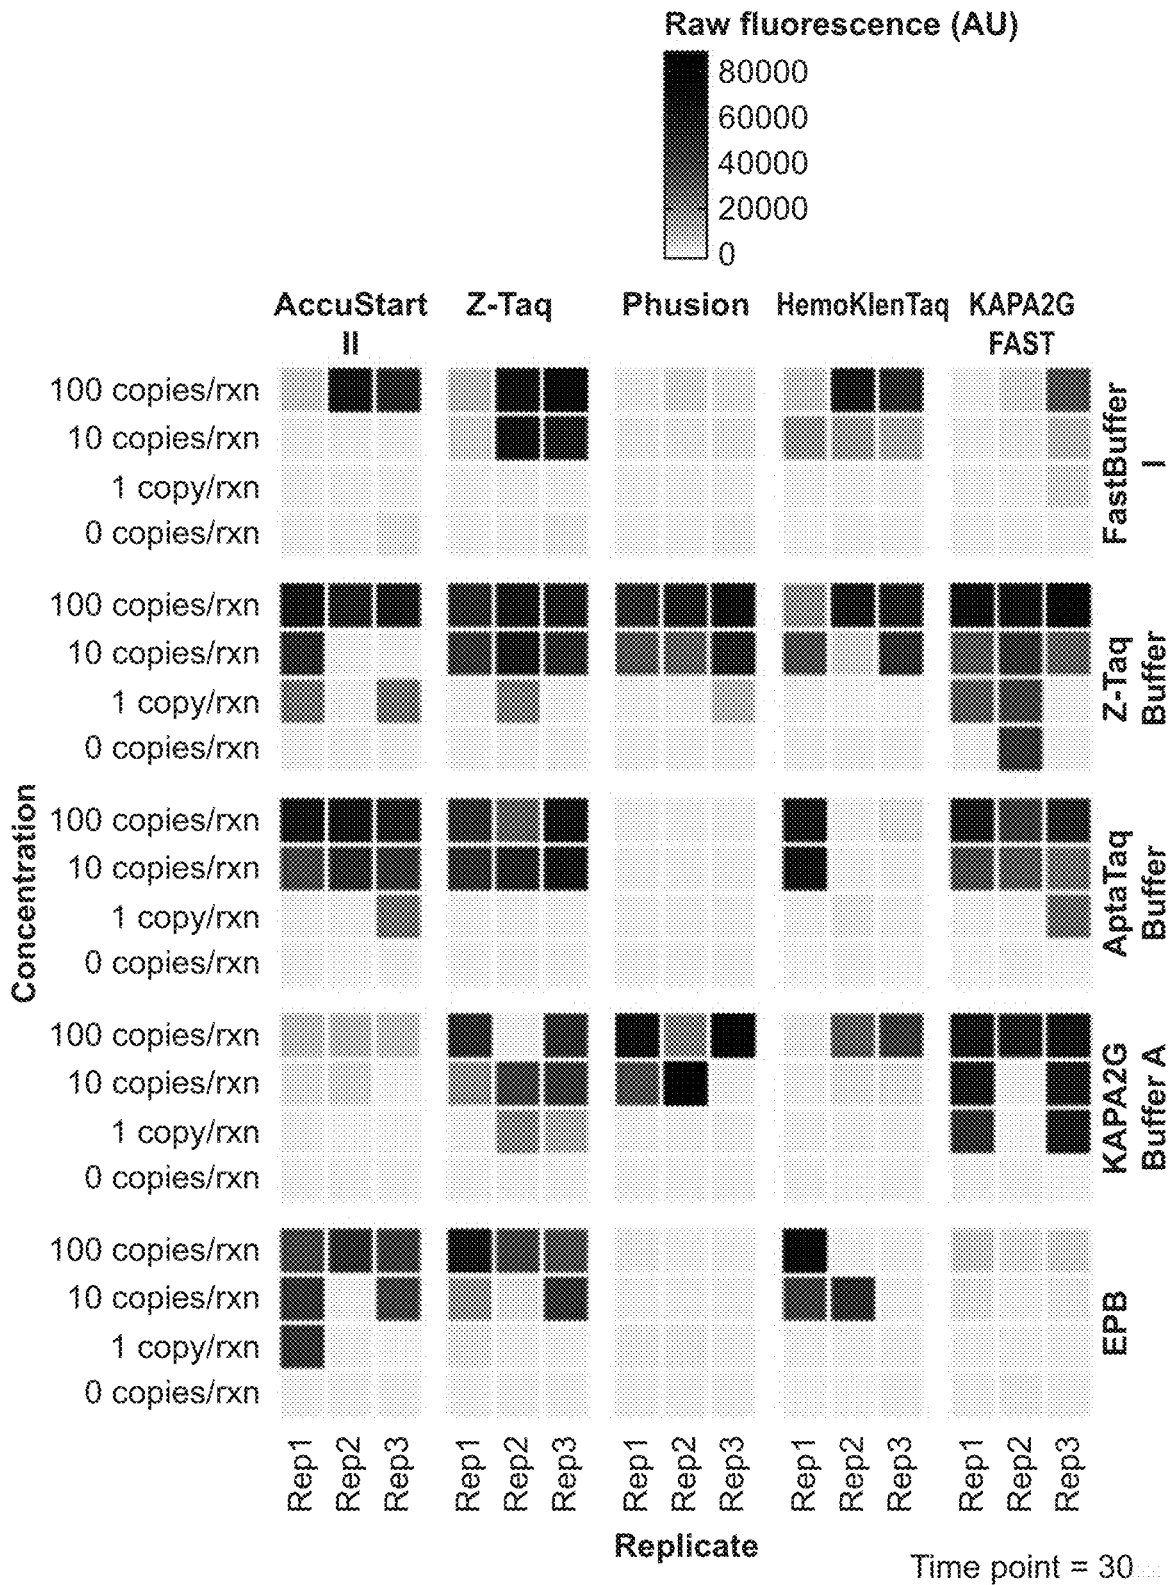 Raw fluorescence (AU)
80000
60000
40000
20000
0
AccuStart
II
Z-Taq
Phusion
HemoKlenTaq
KAPA2G
FAST
100 copies/rxn
10 copies/rxn
1 copy/rxn
0 copies/rxn
FastBuffer
I
100 copies/rxn
10 copies/rxn
1 copy/rxn
0 copies/rxn
Z-Taq
Buffer
Concentration
100 copies/rxn
10 copies/rxn
1 copy/rxn
0 copies/rxn
AptaTaq
Buffer
100 copies/rxn
10 copies/rxn
1 copy/rxn
0 copies/rxn
KAPA2G
Buffer A
100 copies/rxn
10 copies/rxn
1 copy/rxn
0 copies/rxn
EPB
Rep1 Rep2 Rep3 Rep1 Rep2 Rep3 Rep1 Rep2 Rep3 Rep1 Rep2 Rep3 Rep1 Rep2 Rep3
Replicate
Time point = 30